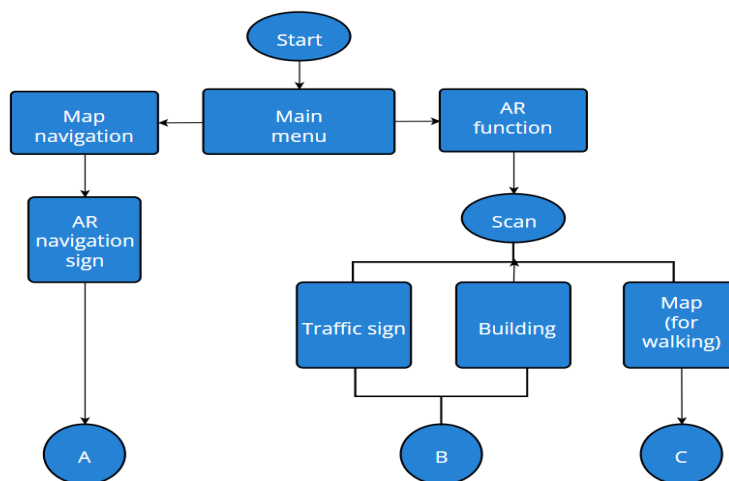 Start
Map
navigation
Main
menu
AR
function
AR
navigation
sign
Scan
Traffic sign
Building
Map
(for
walking)
A
B
C